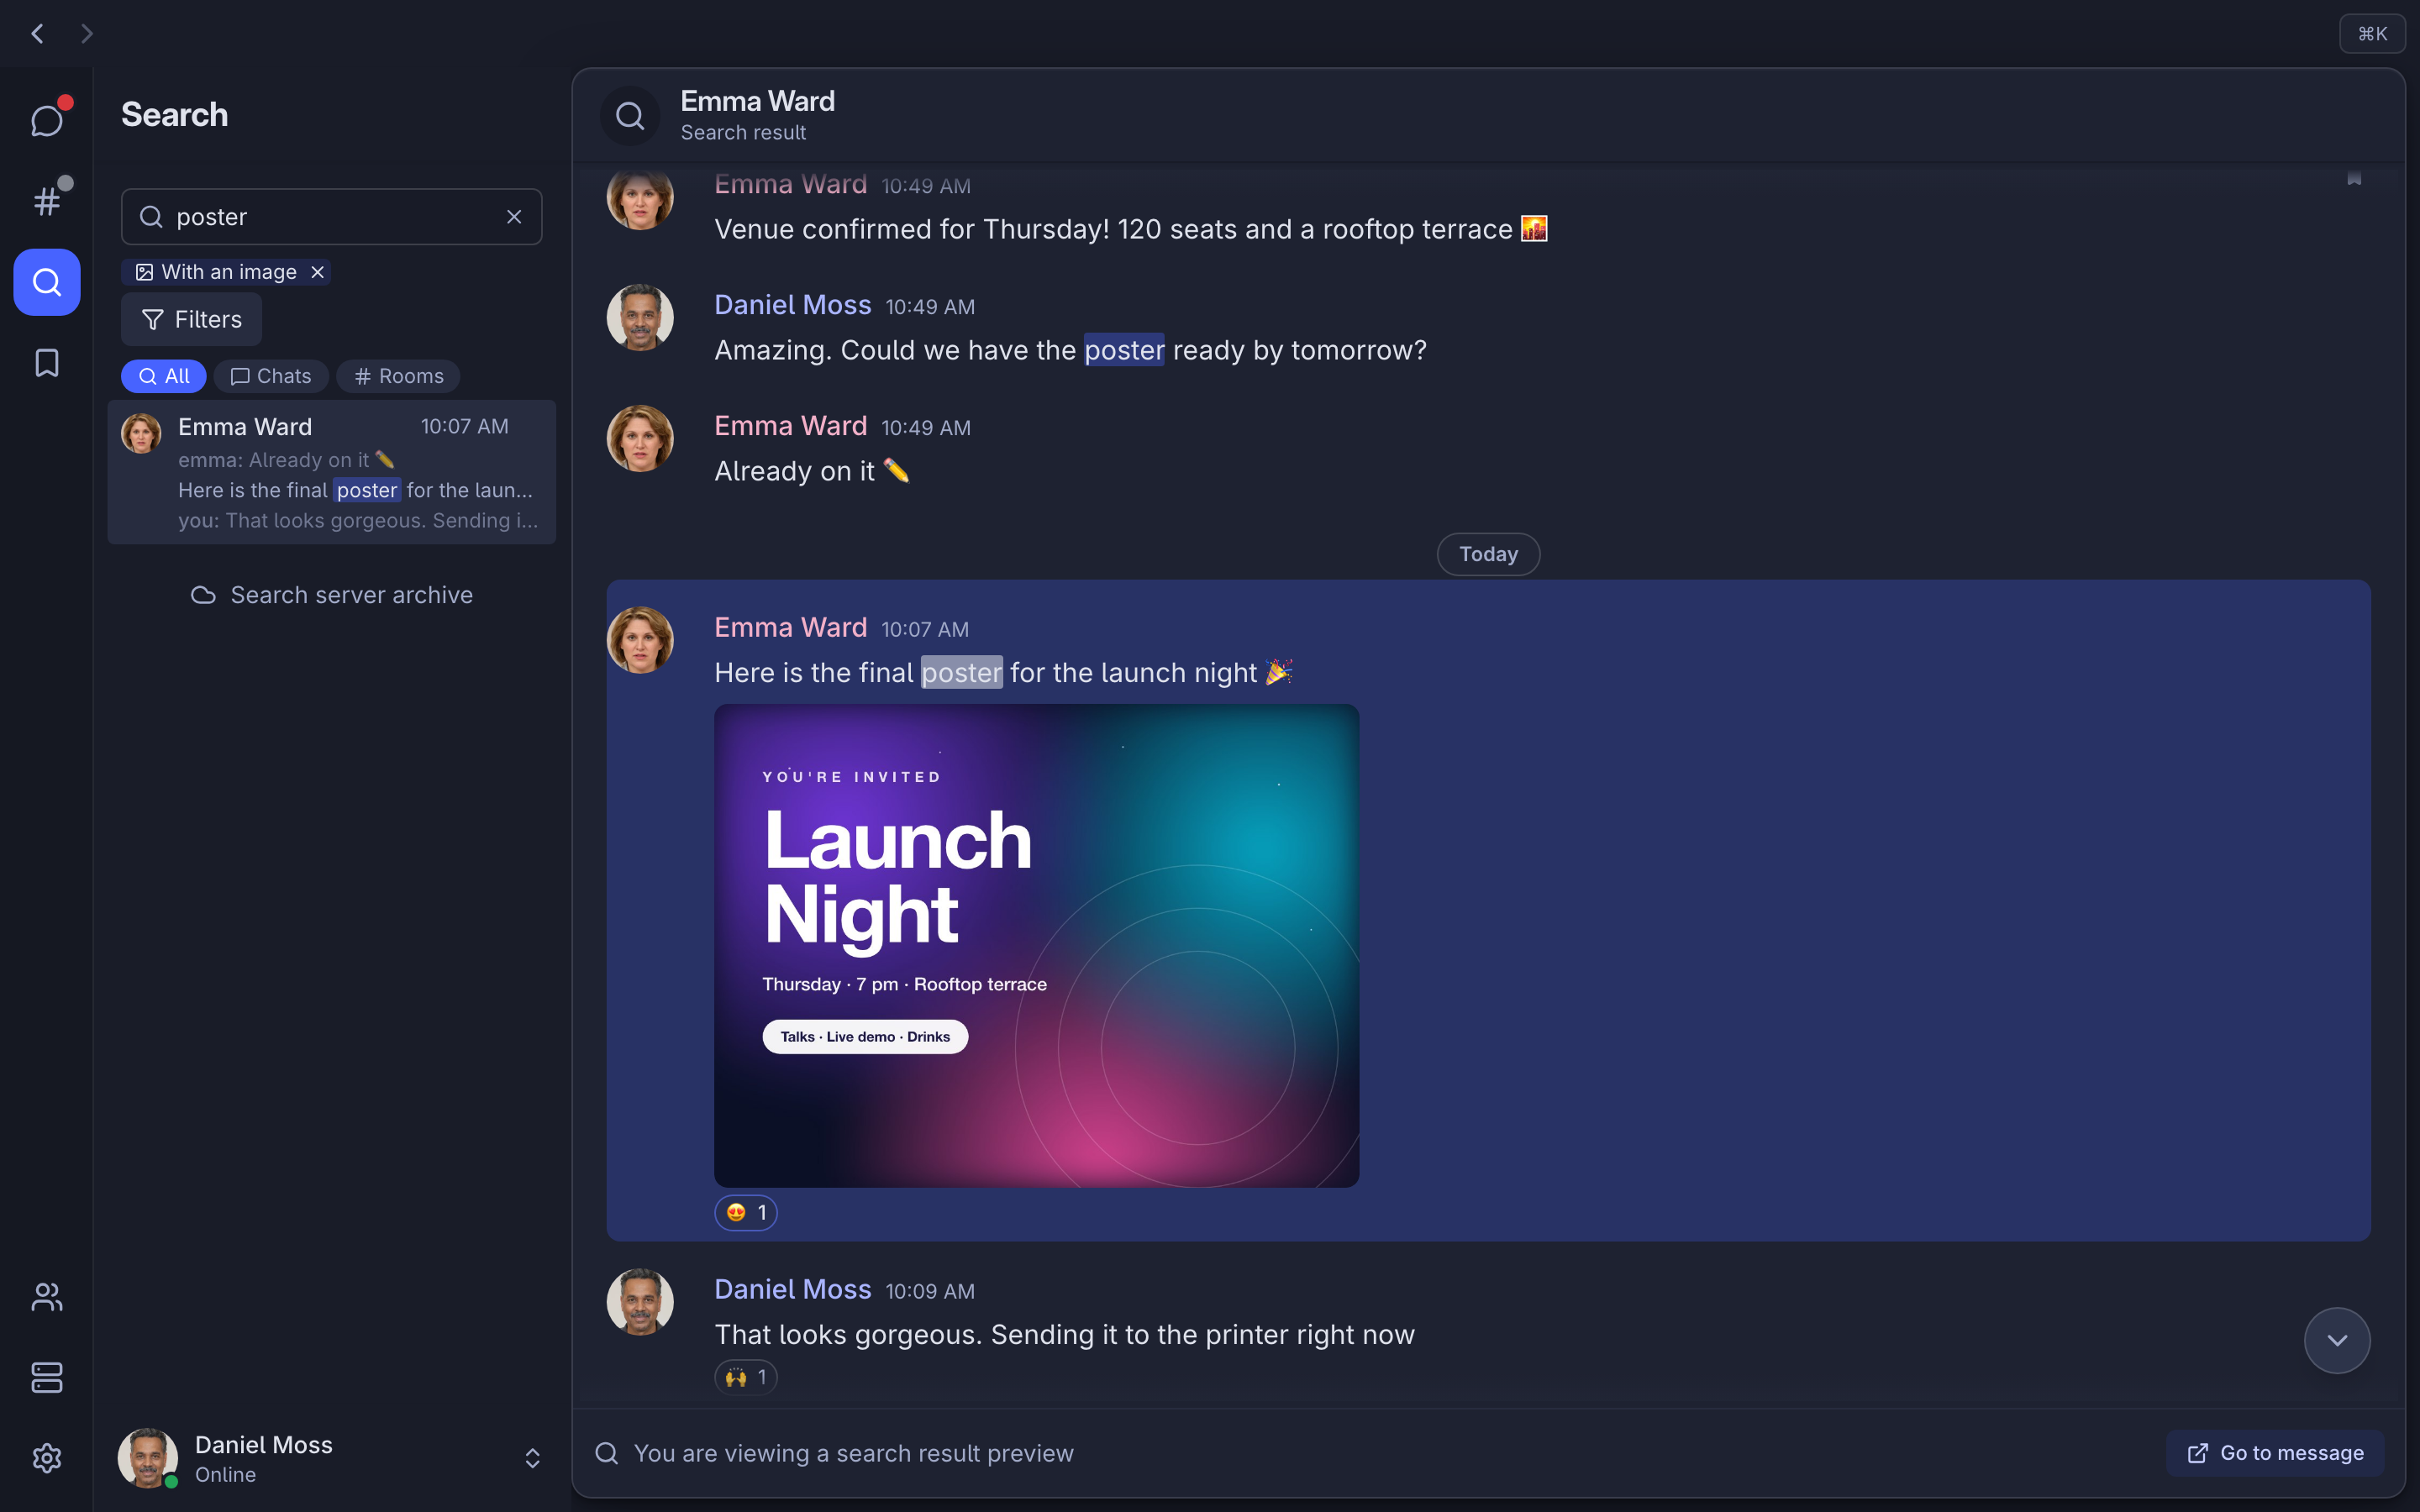 ⌘K
Search
poster
With an image
Filters
All
Chats
Rooms
Emma Ward 10:07 AM
emma: Already on it ✏️
Here is the final poster for the laun...
you: That looks gorgeous. Sending i...
Search server archive
Daniel Moss
Online
Emma Ward
Search result
Emma Ward 10:49 AM
Venue confirmed for Thursday! 120 seats and a rooftop terrace 🌇
Daniel Moss 10:49 AM
Amazing. Could we have the poster ready by tomorrow?
Emma Ward 10:49 AM
Already on it ✏️
Today
Emma Ward 10:07 AM
Here is the final poster for the launch night 🎉
YOU'RE INVITED
Launch
Night
Thursday · 7 pm · Rooftop terrace
Talks · Live demo · Drinks
😍 1
Daniel Moss 10:09 AM
That looks gorgeous. Sending it to the printer right now
🙌 1
You are viewing a search result preview
Go to message